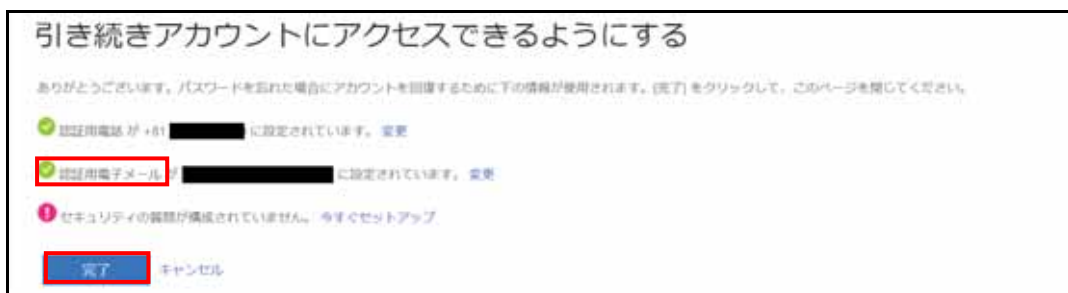 引き続きアカウントにアクセスできるようにする
ありがとうございます。パスワードを忘れた場合にアカウントを回復するために下の情報が使用されます。[完了] をクリックして、このページを閉じてください。
認証用電話 が +81 に設定されています。 変更
認証用電子メール が に設定されています。 変更
セキュリティの質問が構成されていません。 今すぐセットアップ
完了 キャンセル